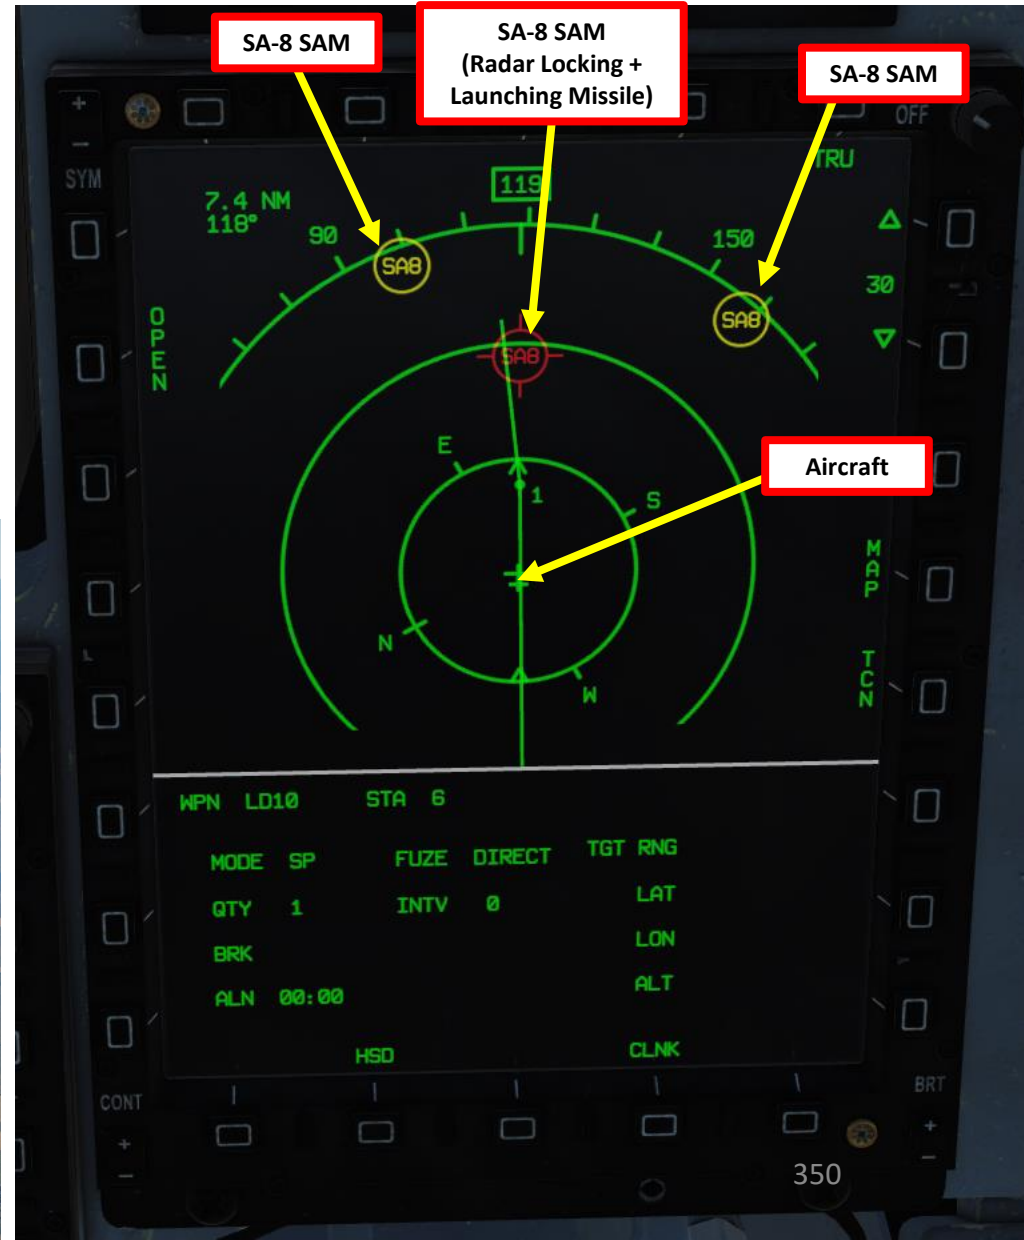 SA-8 SAM
SA-8 SAM
(Radar Locking +
Launching Missile)
SA-8 SAM
OFF
+
−
SYM
TRU
7.4 NM
118°
119
90
150
SA8
SA8
SA8
30
OPEN
E
1
S
Aircraft
N
W
MAP
TCN
WPN LD10 STA 6
MODE SP FUZE DIRECT TGT RNG
QTY 1 INTV 0 LAT
BRK LON
ALN 00:00 ALT
HSD CLNK
CONT
BRT
+
−
+
−
350